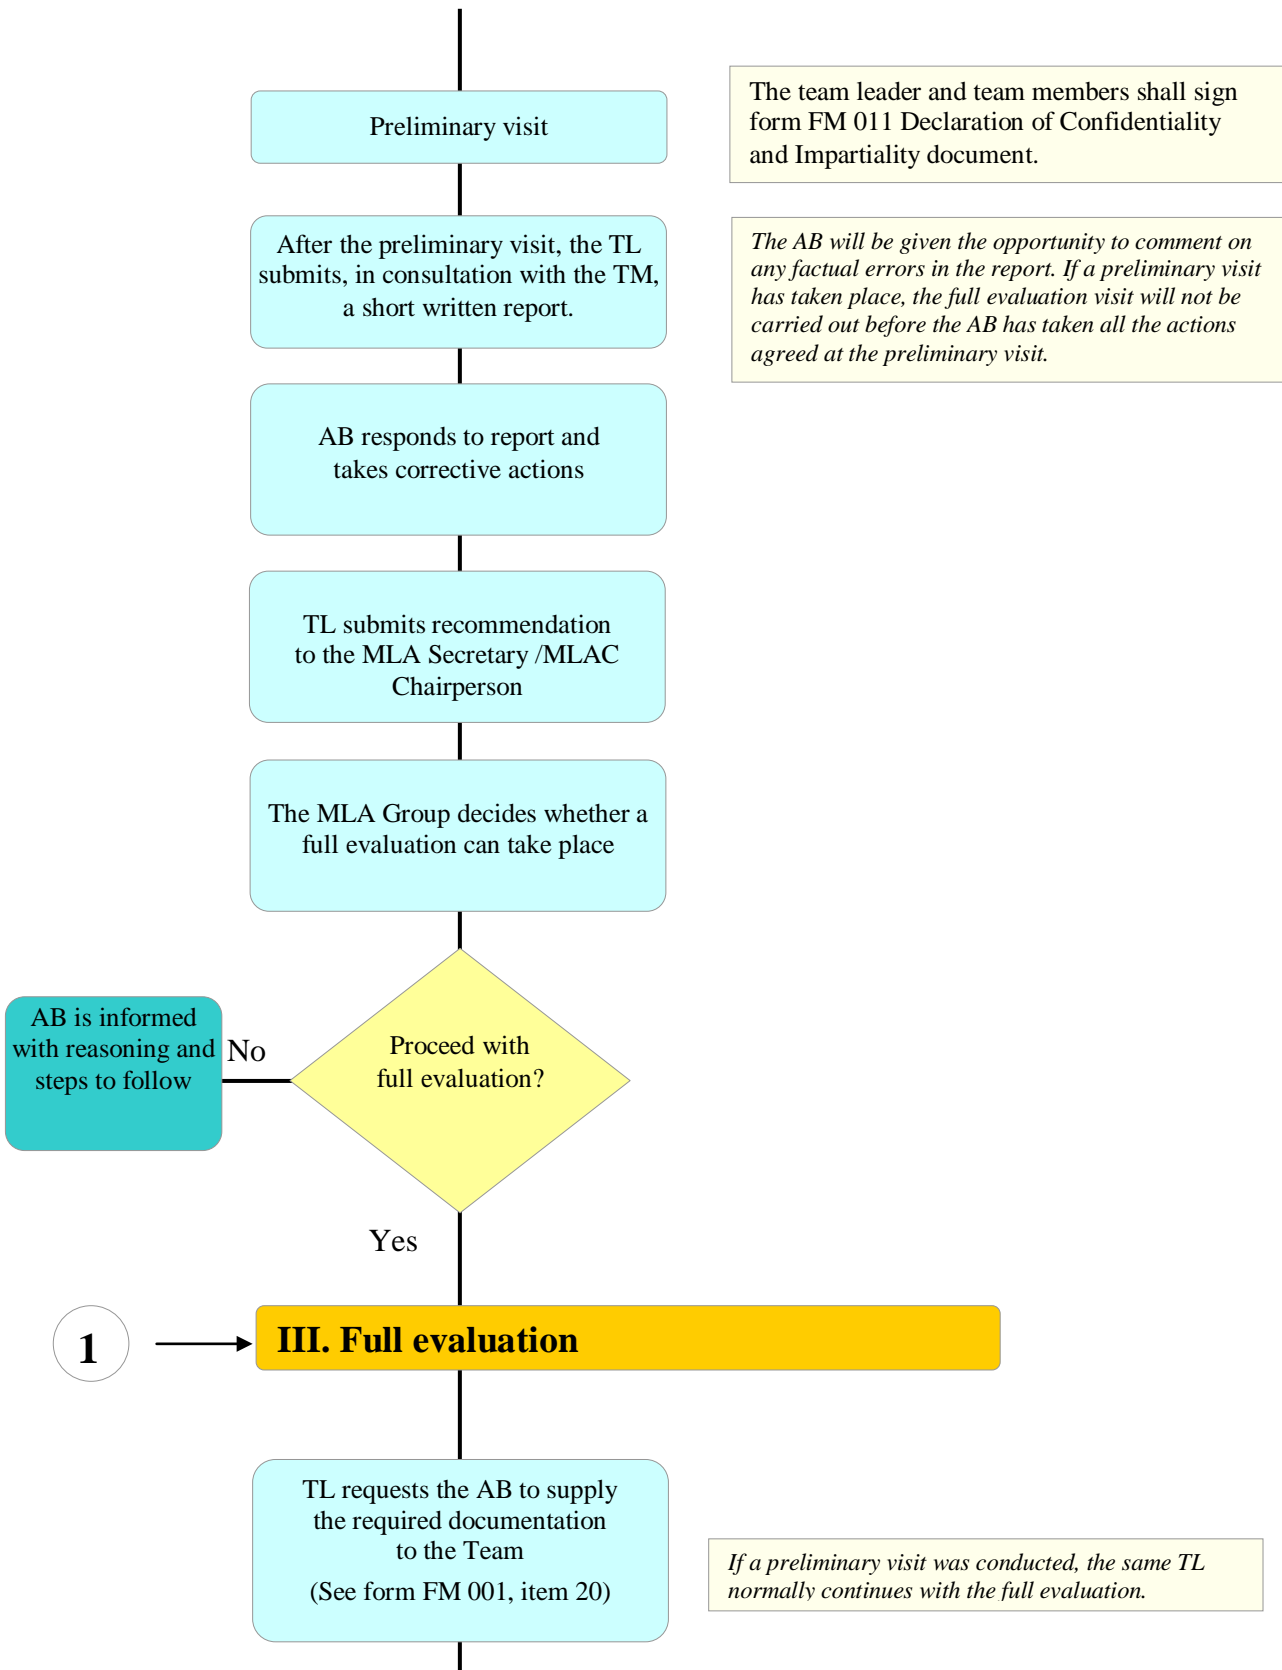 Preliminary visit
The team leader and team members shall sign
form FM 011 Declaration of Confidentiality
and Impartiality document.
After the preliminary visit, the TL
submits, in consultation with the TM,
a short written report.
The AB will be given the opportunity to comment on
any factual errors in the report. If a preliminary visit
has taken place, the full evaluation visit will not be
carried out before the AB has taken all the actions
agreed at the preliminary visit.
AB responds to report and
takes corrective actions
TL submits recommendation
to the MLA Secretary /MLAC
Chairperson
The MLA Group decides whether a
full evaluation can take place
AB is informed
with reasoning and
steps to follow
No
Proceed with
full evaluation?
Yes
1
III. Full evaluation
TL requests the AB to supply
the required documentation
to the Team
(See form FM 001, item 20)
If a preliminary visit was conducted, the same TL
normally continues with the full evaluation.